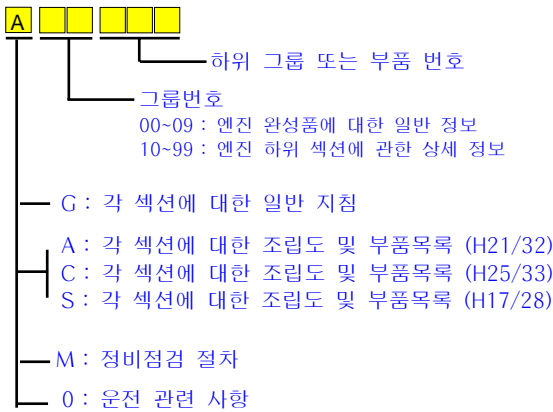 A
하위 그룹 또는 부품 번호
그룹번호
00~09 : 엔진 완성품에 대한 일반 정보
10~99 : 엔진 하위 섹션에 관한 상세 정보
G : 각 섹션에 대한 일반 지침
A : 각 섹션에 대한 조립도 및 부품목록 (H21/32)
C : 각 섹션에 대한 조립도 및 부품목록 (H25/33)
S : 각 섹션에 대한 조립도 및 부품목록 (H17/28)
M : 정비점검 절차
0 : 운전 관련 사항